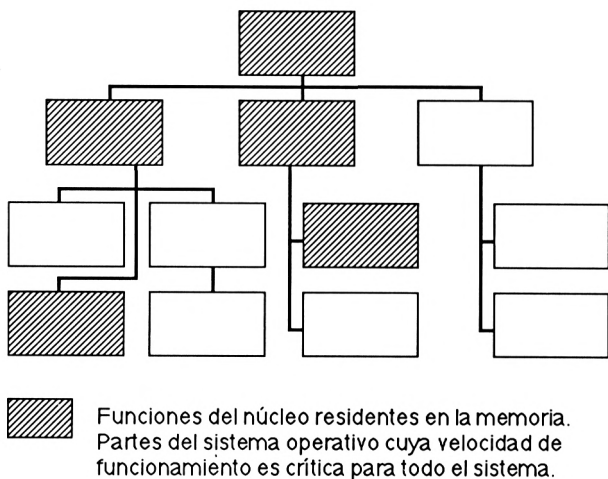 Funciones del núcleo residentes en la memoria.
Partes del sistema operativo cuya velocidad de
funcionamiento es crítica para todo el sistema.